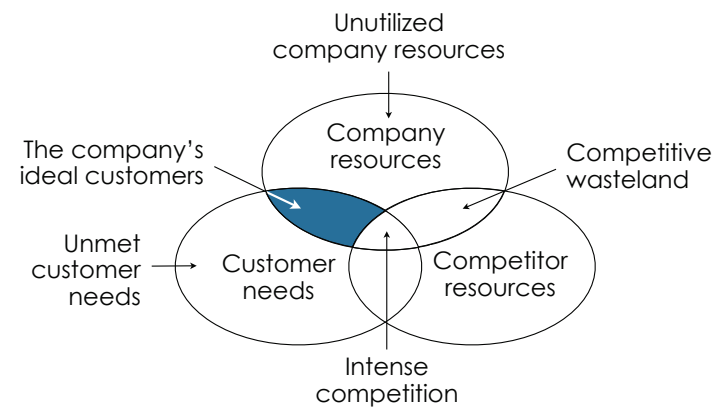 Unutilized
company resources
Company
resources
The company’s
ideal customers
Competitive
wasteland
Unmet
customer
needs
Customer
needs
Competitor
resources
Intense
competition